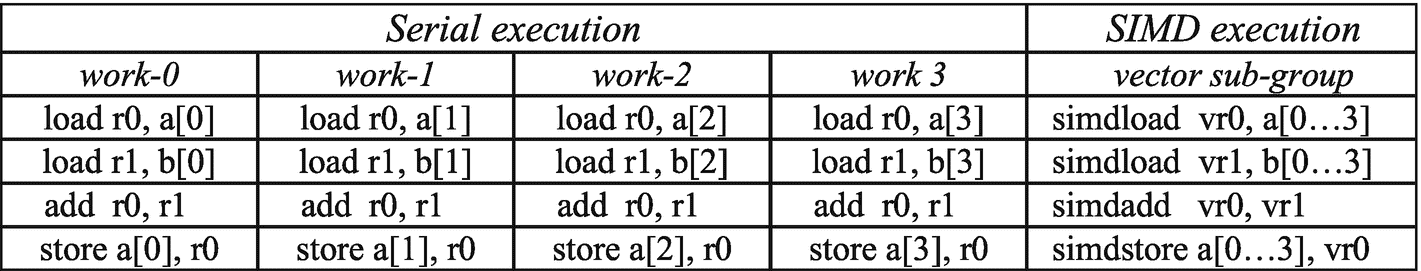 Serial execution SIMD execution
work-0 work-1 work-2 work 3 vector sub-group
load r0, a[0] load r0, a[1] load r0, a[2] load r0, a[3] simdload vr0, a[0…3]
load r1, b[0] load r1, b[1] load r1, b[2] load r1, b[3] simdload vr1, b[0…3]
add r0, r1 add r0, r1 add r0, r1 add r0, r1 simdadd vr0, vr1
store a[0], r0 store a[1], r0 store a[2], r0 store a[3], r0 simdstore a[0…3], vr0